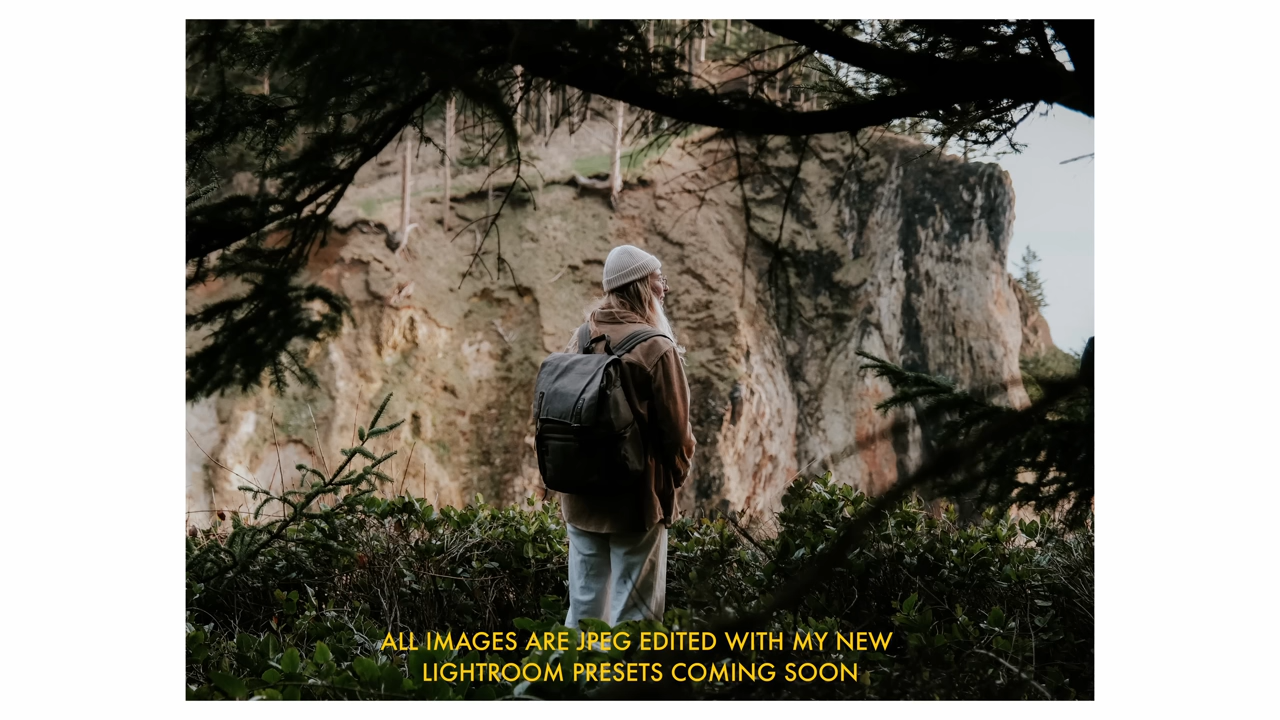 ALL IMAGES ARE JPEG EDITED WITH MY NEW
LIGHTROOM PRESETS COMING SOON